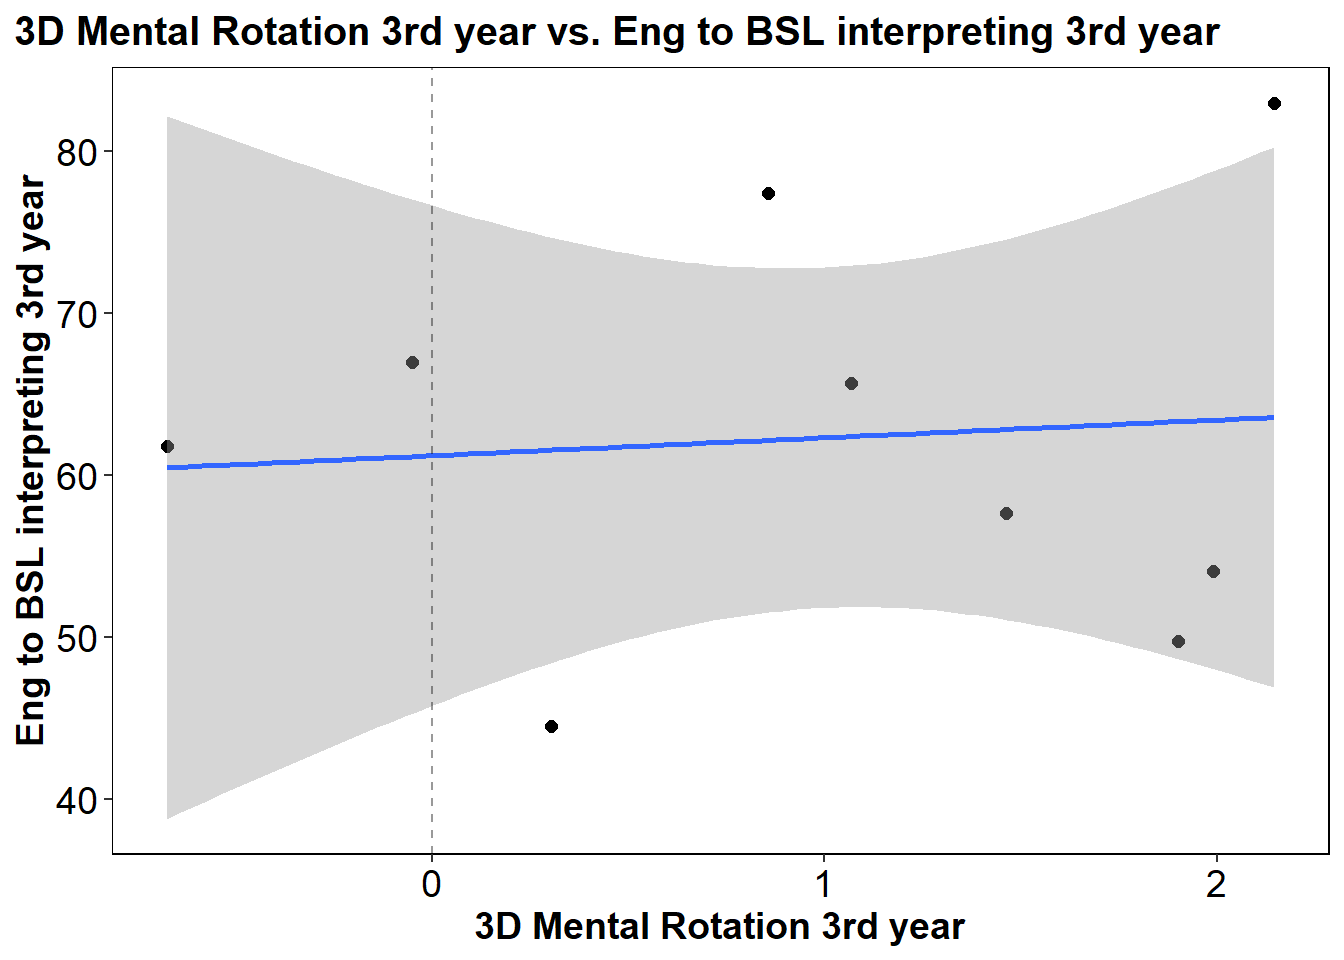 3D Mental Rotation 3rd year vs. Eng to BSL interpreting 3rd year
Eng to BSL interpreting 3rd year
80
70
60
50
40
0
1
2
3D Mental Rotation 3rd year